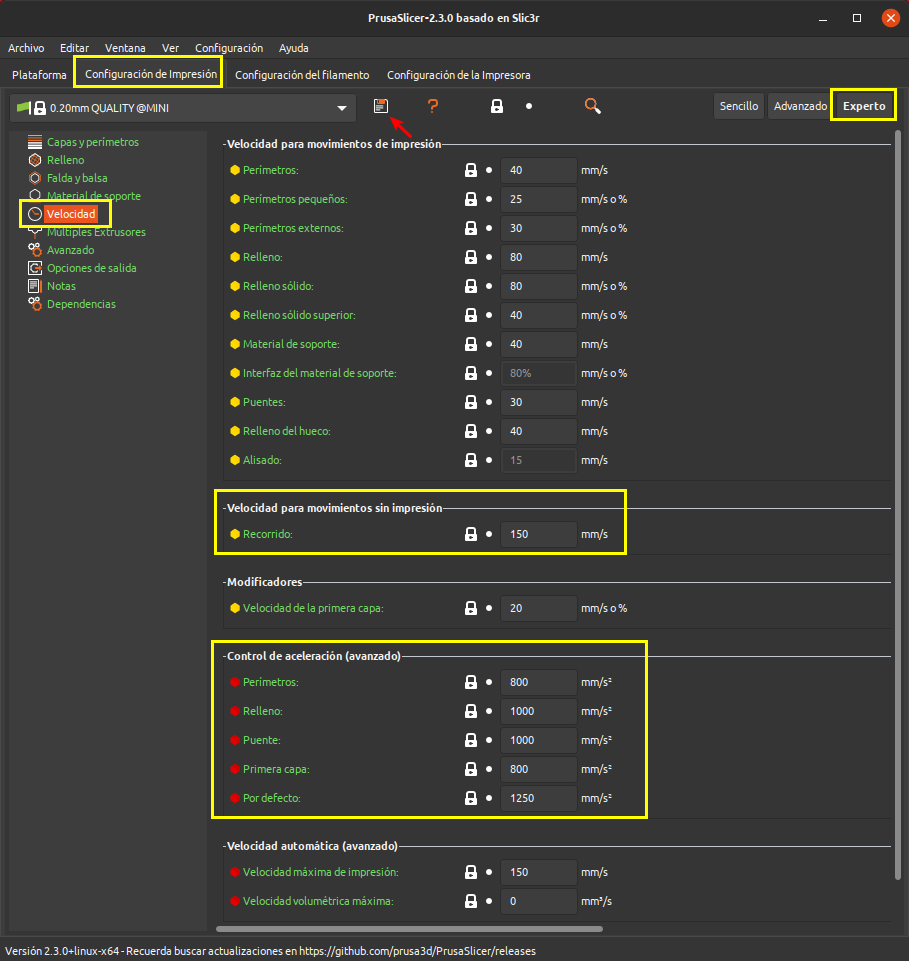 PrusaSlicer-2.3.0 basado en Slic3r
Archivo Editar Ventana Ver Configuración Ayuda
Plataforma Configuración de Impresión Configuración del filamento Configuración de la Impresora
0.20mm QUALITY @MINI ? Sencillo Avanzado Experto
Capas y perímetros
Relleno
Falda y balsa
Material de soporte
Velocidad
Múltiples Extrusores
Avanzado
Opciones de salida
Notas
Dependencias
Velocidad para movimientos de impresión
Perímetros: 40 mm/s
Perímetros pequeños: 25 mm/s o %
Perímetros externos: 30 mm/s o %
Relleno: 80 mm/s
Relleno sólido: 80 mm/s o %
Relleno sólido superior: 40 mm/s o %
Material de soporte: 40 mm/s
Interfaz del material de soporte: 80% mm/s o %
Puentes: 30 mm/s
Relleno del hueco: 40 mm/s
Alisado: 15 mm/s
Velocidad para movimientos sin impresión
Recorrido: 150 mm/s
Modificadores
Velocidad de la primera capa: 20 mm/s o %
Control de aceleración (avanzado)
Perímetros: 800 mm/s²
Relleno: 1000 mm/s²
Puente: 1000 mm/s²
Primera capa: 800 mm/s²
Por defecto: 1250 mm/s²
Velocidad automática (avanzado)
Velocidad máxima de impresión: 150 mm/s
Velocidad volumétrica máxima: 0 mm³/s
Versión 2.3.0+linux-x64 - Recuerda buscar actualizaciones en https://github.com/prusa3d/PrusaSlicer/releases